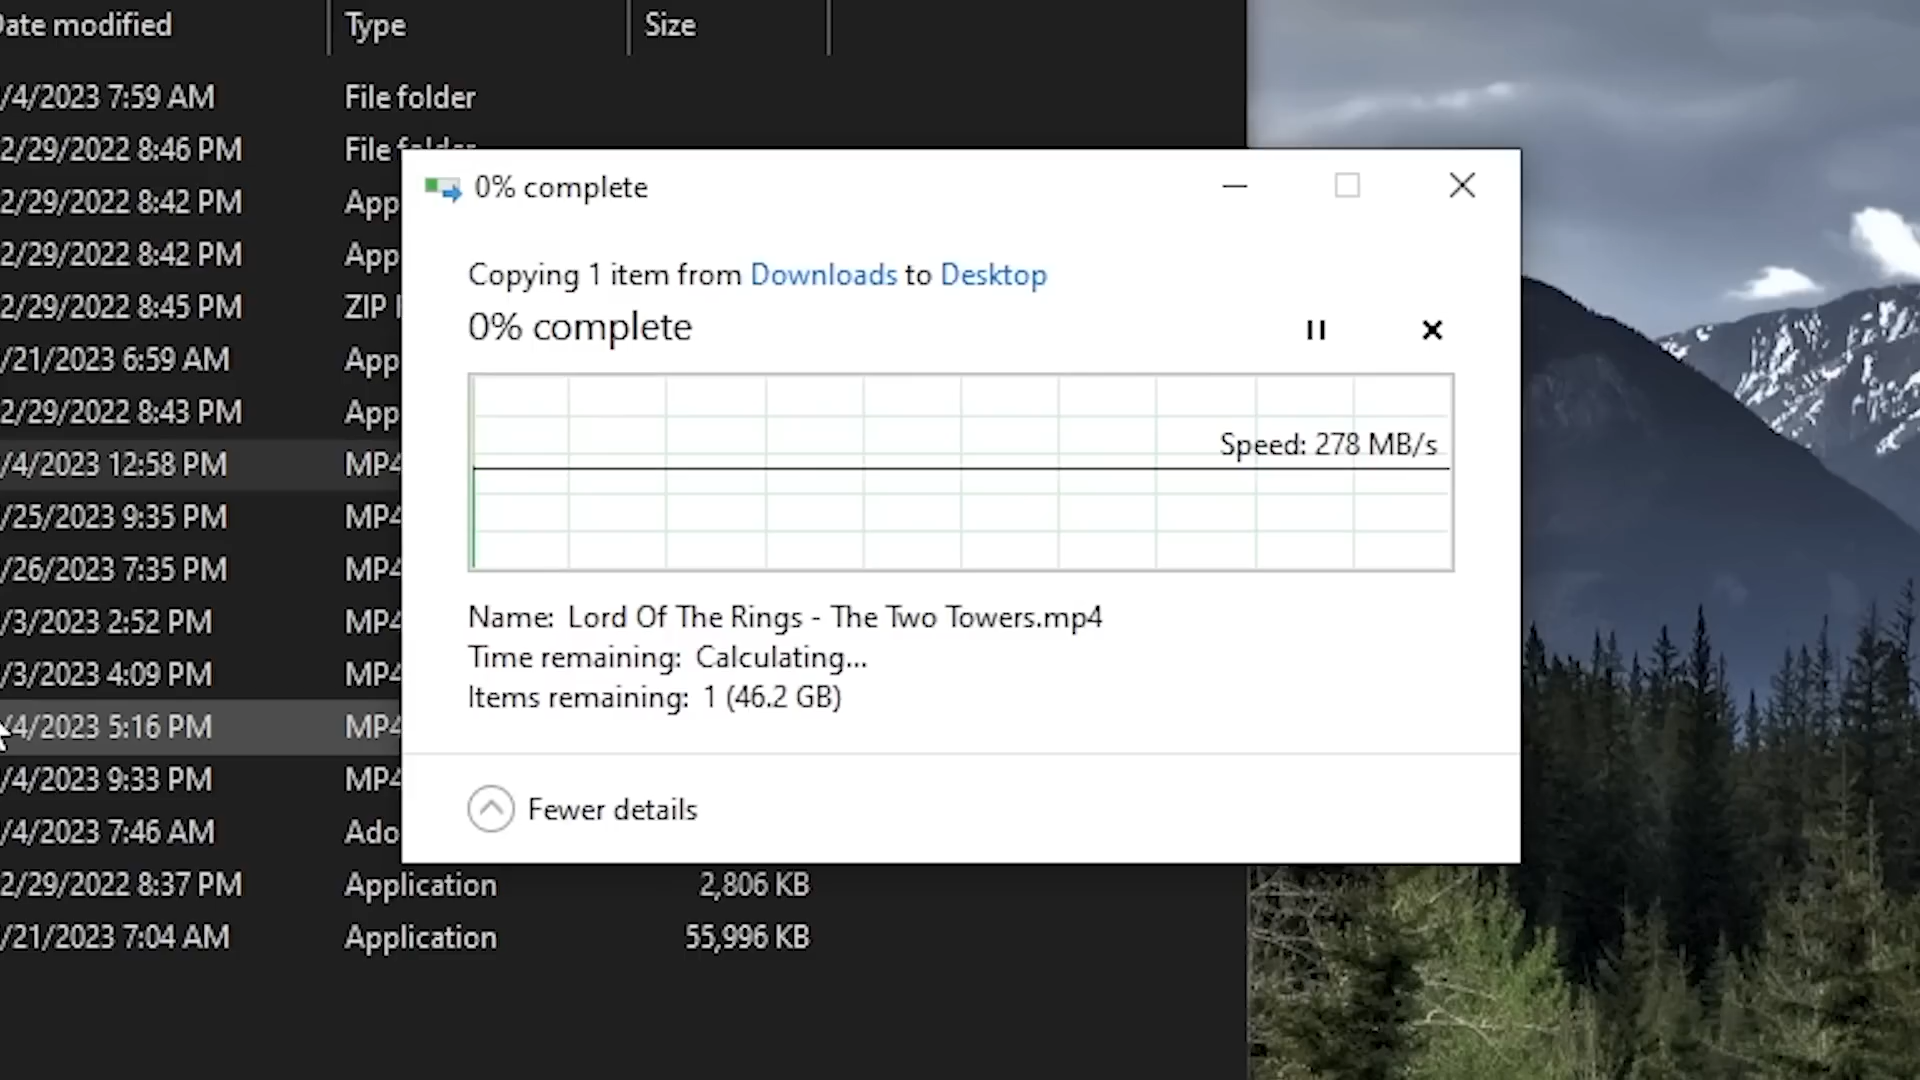 Date modified Type Size
/4/2023 7:59 AM File folder
2/29/2022 8:46 PM File folder
2/29/2022 8:42 PM App
2/29/2022 8:42 PM App
2/29/2022 8:45 PM ZIP
/21/2023 6:59 AM App
2/29/2022 8:43 PM App
/4/2023 12:58 PM MP4
/25/2023 9:35 PM MP4
/26/2023 7:35 PM MP4
/3/2023 2:52 PM MP4
/3/2023 4:09 PM MP4
/4/2023 5:16 PM MP4
/4/2023 9:33 PM MP4
/4/2023 7:46 AM Ado
2/29/2022 8:37 PM Application 2,806 KB
/21/2023 7:04 AM Application 55,996 KB
0% complete
Copying 1 item from Downloads to Desktop
0% complete
Speed: 278 MB/s
Name: Lord Of The Rings - The Two Towers.mp4
Time remaining: Calculating...
Items remaining: 1 (46.2 GB)
Fewer details